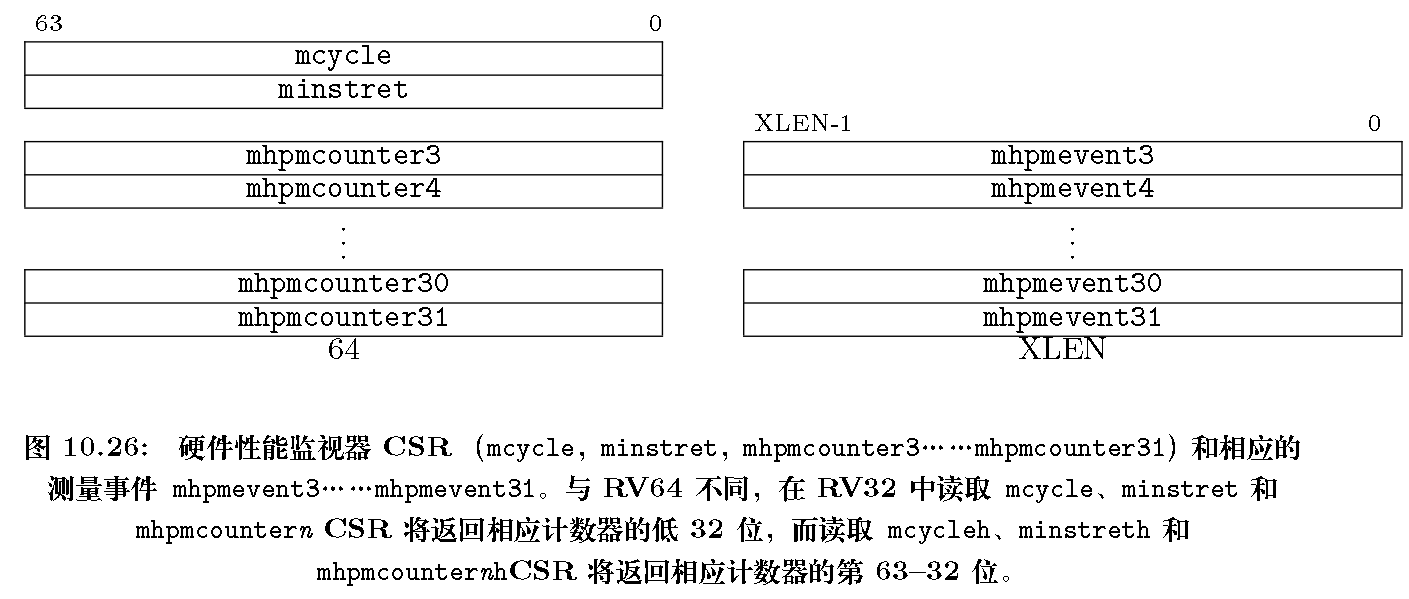 63 0
mcycle
minstret
mhpmcounter3
mhpmcounter4
⋮
mhpmcounter30
mhpmcounter31
64
XLEN-1 0
mhpmevent3
mhpmevent4
⋮
mhpmevent30
mhpmevent31
XLEN
图 10.26: 硬件性能监视器 CSR （mcycle, minstret, mhpmcounter3……mhpmcounter31）和相应的
测量事件 mhpmevent3……mhpmevent31。与 RV64 不同，在 RV32 中读取 mcycle、minstret 和
mhpmcountern CSR 将返回相应计数器的低 32 位，而读取 mcycleh、minstreth 和
mhpmcounternhCSR 将返回相应计数器的第 63–32 位。